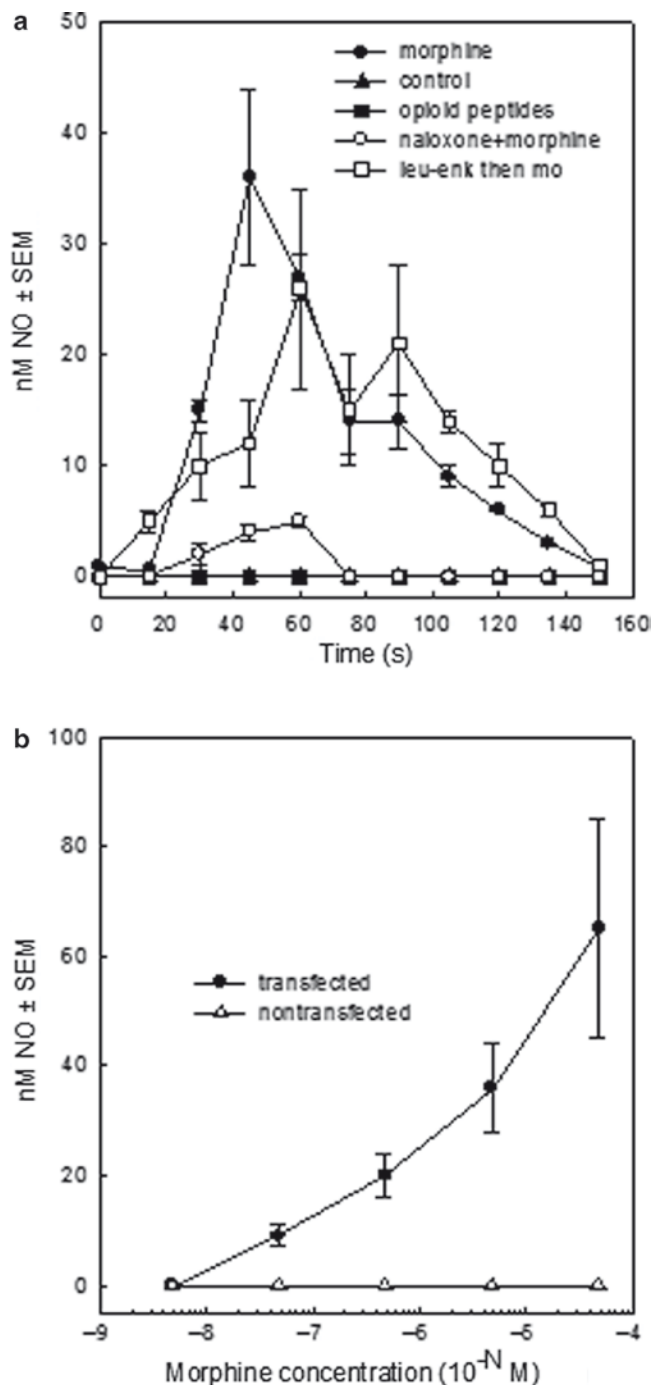 a
50
40
30
20
10
0
nM NO ± SEM
morphine
control
opioid peptides
naloxone+morphine
leu-enk then mo
0 20 40 60 80 100 120 140 160
Time (s)
b
100
80
60
40
20
0
nM NO ± SEM
transfected
nontransfected
–9 –8 –7 –6 –5 –4
Morphine concentration (10^-N M)